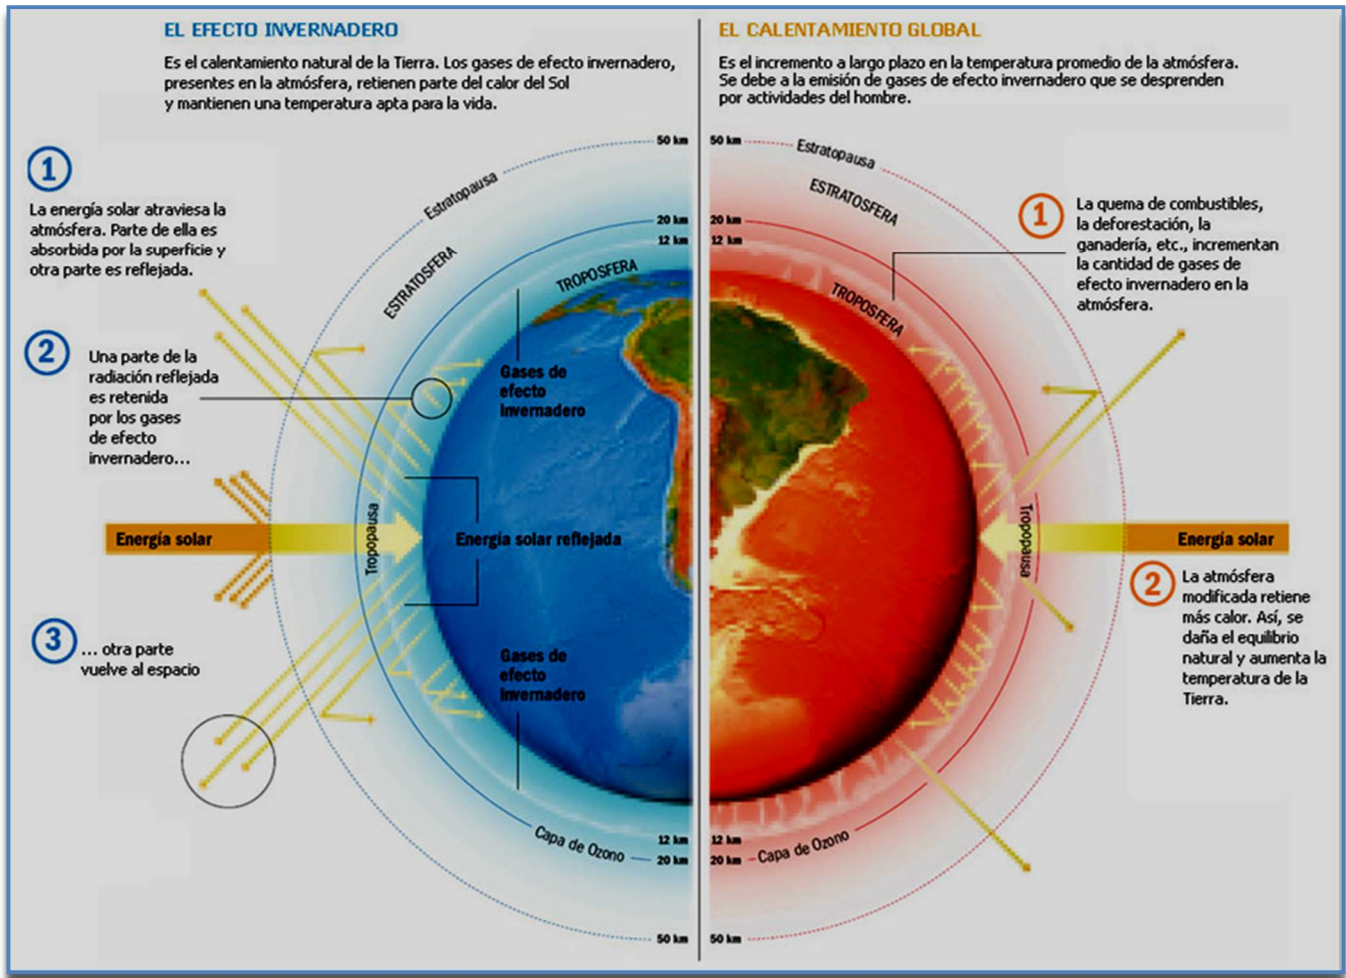 EL EFECTO INVERNADERO
Es el calentamiento natural de la Tierra. Los gases de efecto invernadero,
presentes en la atmósfera, retienen parte del calor del Sol
y mantienen una temperatura apta para la vida.
1
La energía solar atraviesa la
atmósfera. Parte de ella es
absorbida por la superficie y
otra parte es reflejada.
2
Una parte de la
radiación reflejada
es retenida
por los gases
de efecto
invernadero...
Energía solar
3
... otra parte
vuelve al espacio
50 km
Estratopausa
20 km
ESTRATOSFERA
12 km
TROPOSFERA
Gases de
efecto
invernadero
Tropopausa
Energía solar reflejada
Gases de
efecto
invernadero
12 km
Capa de Ozono
20 km
50 km
EL CALENTAMIENTO GLOBAL
Es el incremento a largo plazo en la temperatura promedio de la atmósfera.
Se debe a la emisión de gases de efecto invernadero que se desprenden
por actividades del hombre.
50 km
Estratopausa
ESTRATOSFERA
20 km
12 km
TROPOSFERA
1
La quema de combustibles,
la deforestación, la
ganadería, etc., incrementan
la cantidad de gases de
efecto invernadero en la
atmósfera.
Tropopausa
Energía solar
2
La atmósfera
modificada retiene
más calor. Así, se
daña el equilibrio
natural y aumenta la
temperatura de la
Tierra.
12 km
20 km
Capa de Ozono
50 km